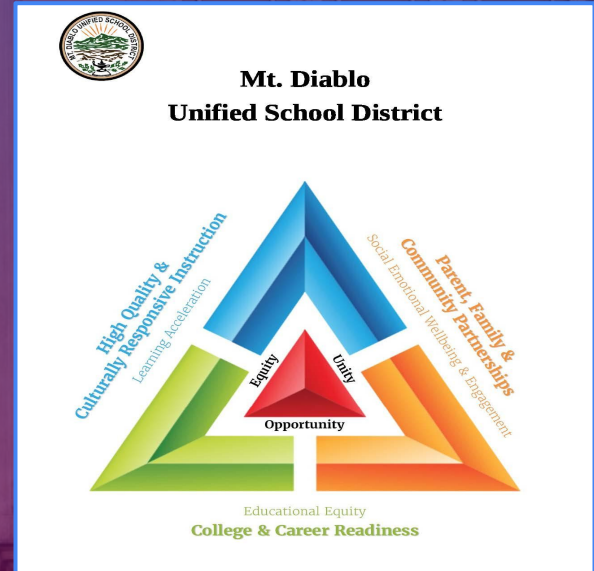 MT. DIABLO UNIFIED SCHOOL DISTRICT
Mt. Diablo
Unified School District
High Quality &
Culturally Responsive Instruction
Learning Acceleration
Parent, Family &
Community Partnerships
Social Emotional Wellbeing & Engagement
Equity
Unity
Opportunity
Educational Equity
College & Career Readiness